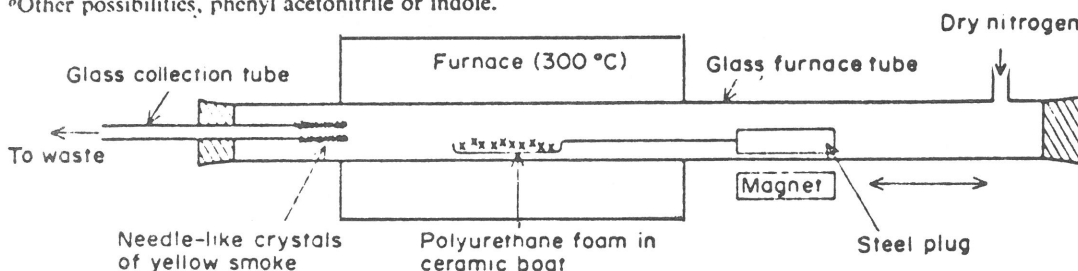 ᵇOther possibilities, phenyl acetonitrile or indole.
Dry nitrogen
Furnace (300 °C)
Glass furnace tube
Glass collection tube
To waste
Magnet
Needle-like crystals
of yellow smoke
Polyurethane foam in
ceramic boat
Steel plug